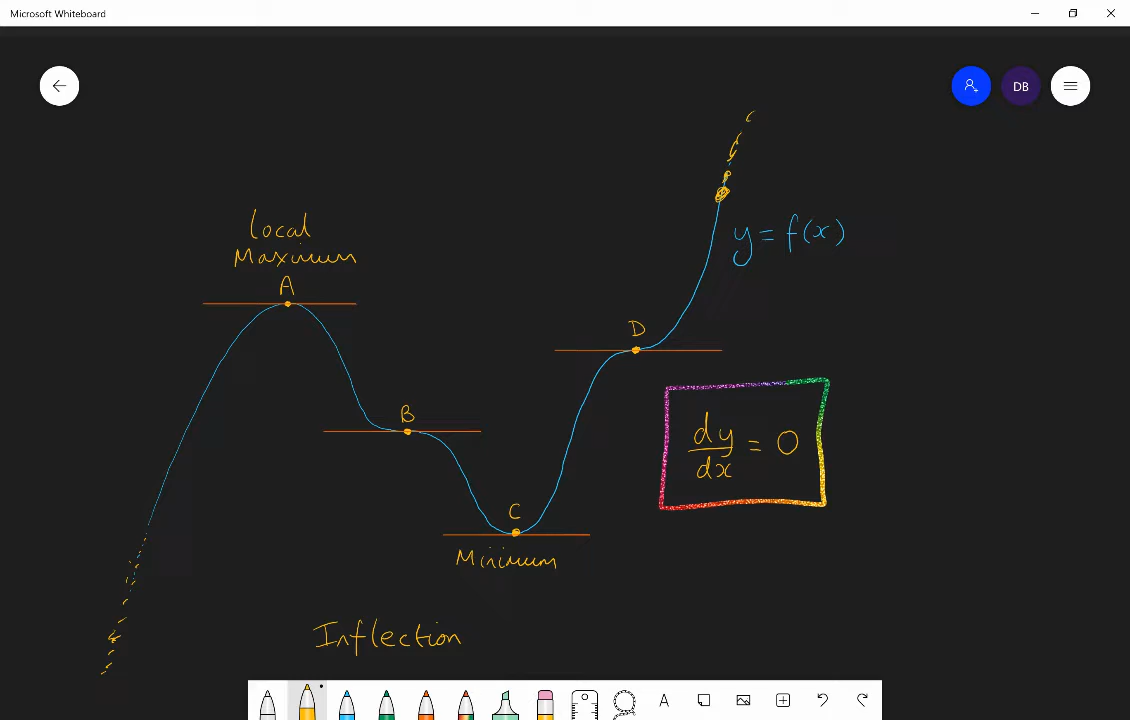 Microsoft Whiteboard
DB
Local
Maximum
A
y = f(x)
D
B
dy/dx = 0
C
Minimum
Inflection
A